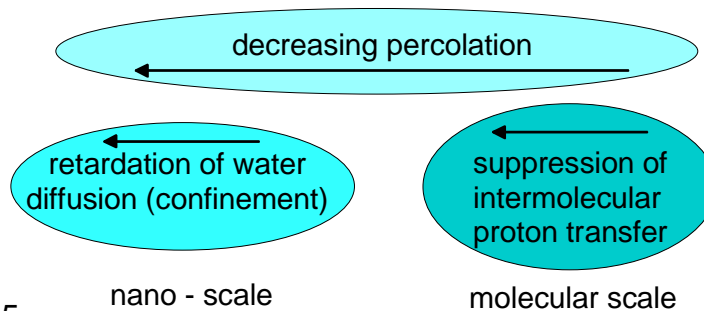 decreasing percolation
retardation of water
diffusion (confinement)
suppression of
intermolecular
proton transfer
nano - scale
molecular scale